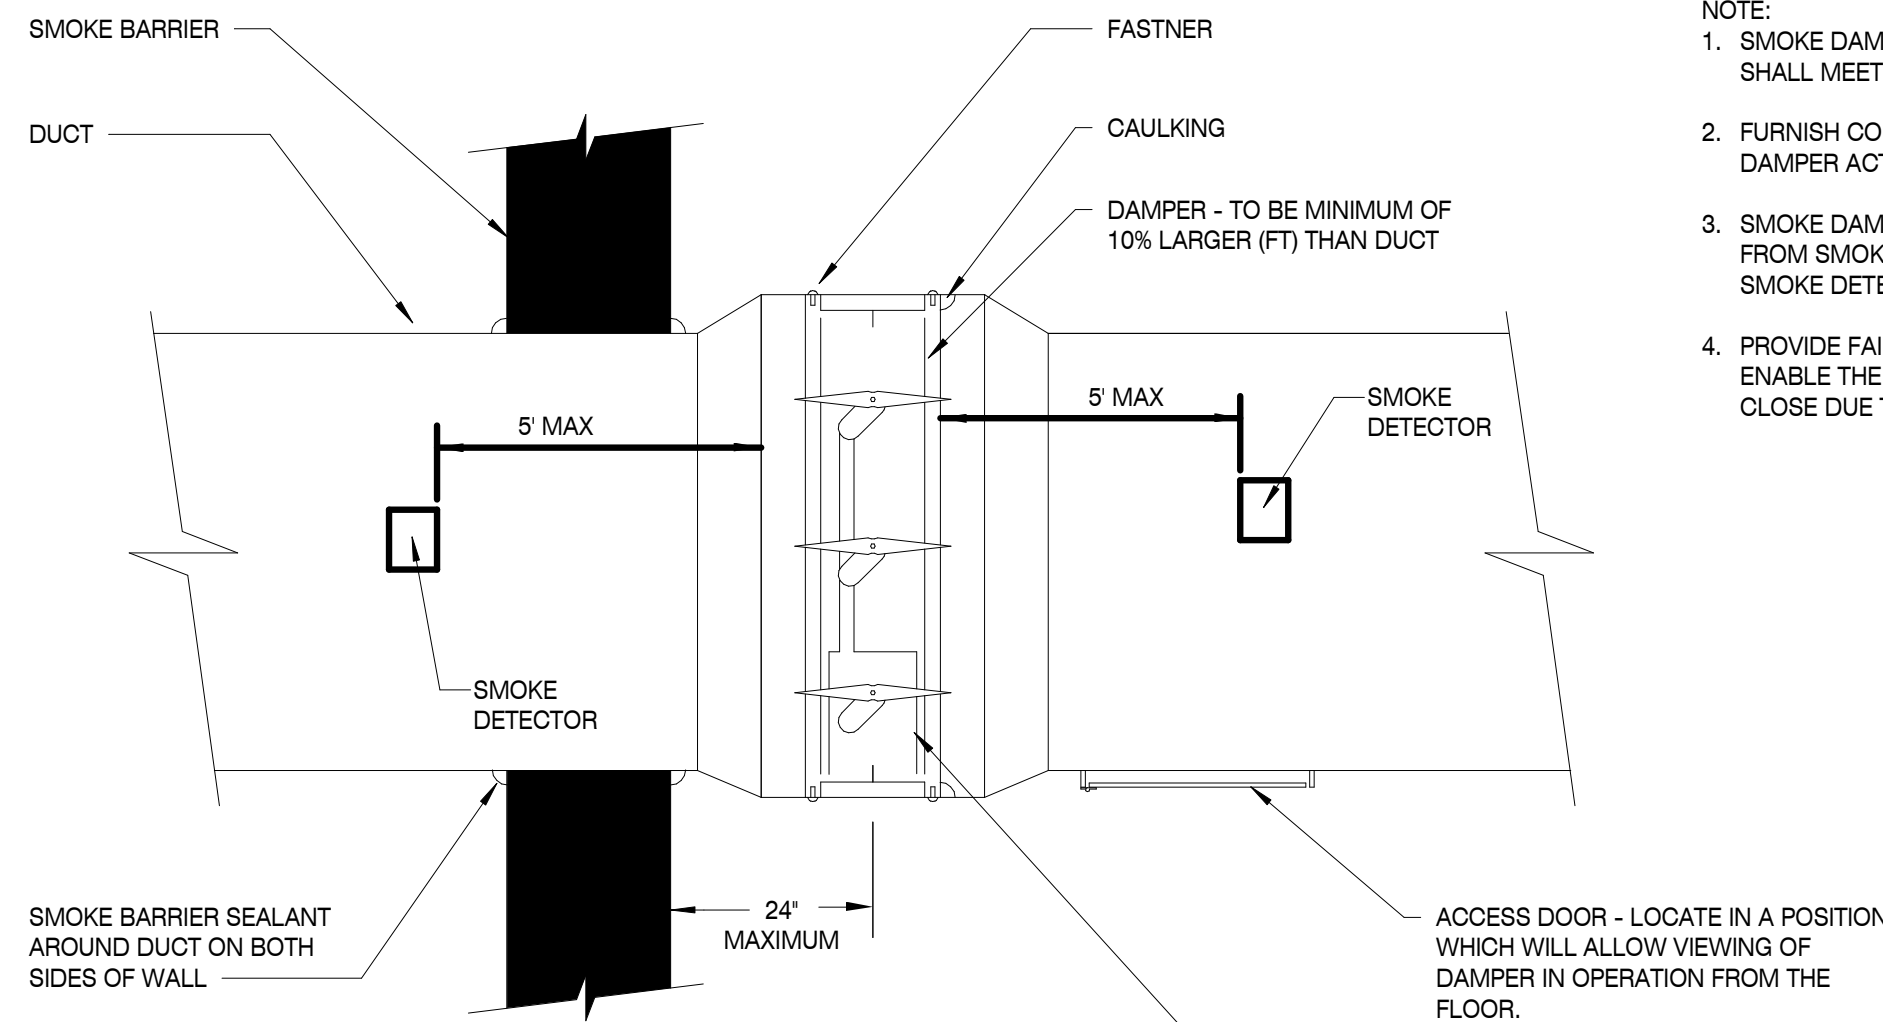 SMOKE BARRIER
DUCT
FASTNER
CAULKING
DAMPER - TO BE MINIMUM OF
10% LARGER (FT) THAN DUCT
5' MAX
5' MAX
SMOKE
DETECTOR
SMOKE
DETECTOR
SMOKE BARRIER SEALANT
AROUND DUCT ON BOTH
SIDES OF WALL
24"
MAXIMUM
ACCESS DOOR - LOCATE IN A POSITION
WHICH WILL ALLOW VIEWING OF
DAMPER IN OPERATION FROM THE
FLOOR.
NOTE:
1. SMOKE DAM
SHALL MEET
2. FURNISH CO
DAMPER ACT
3. SMOKE DAM
FROM SMOK
SMOKE DETE
4. PROVIDE FAI
ENABLE THE
CLOSE DUE T